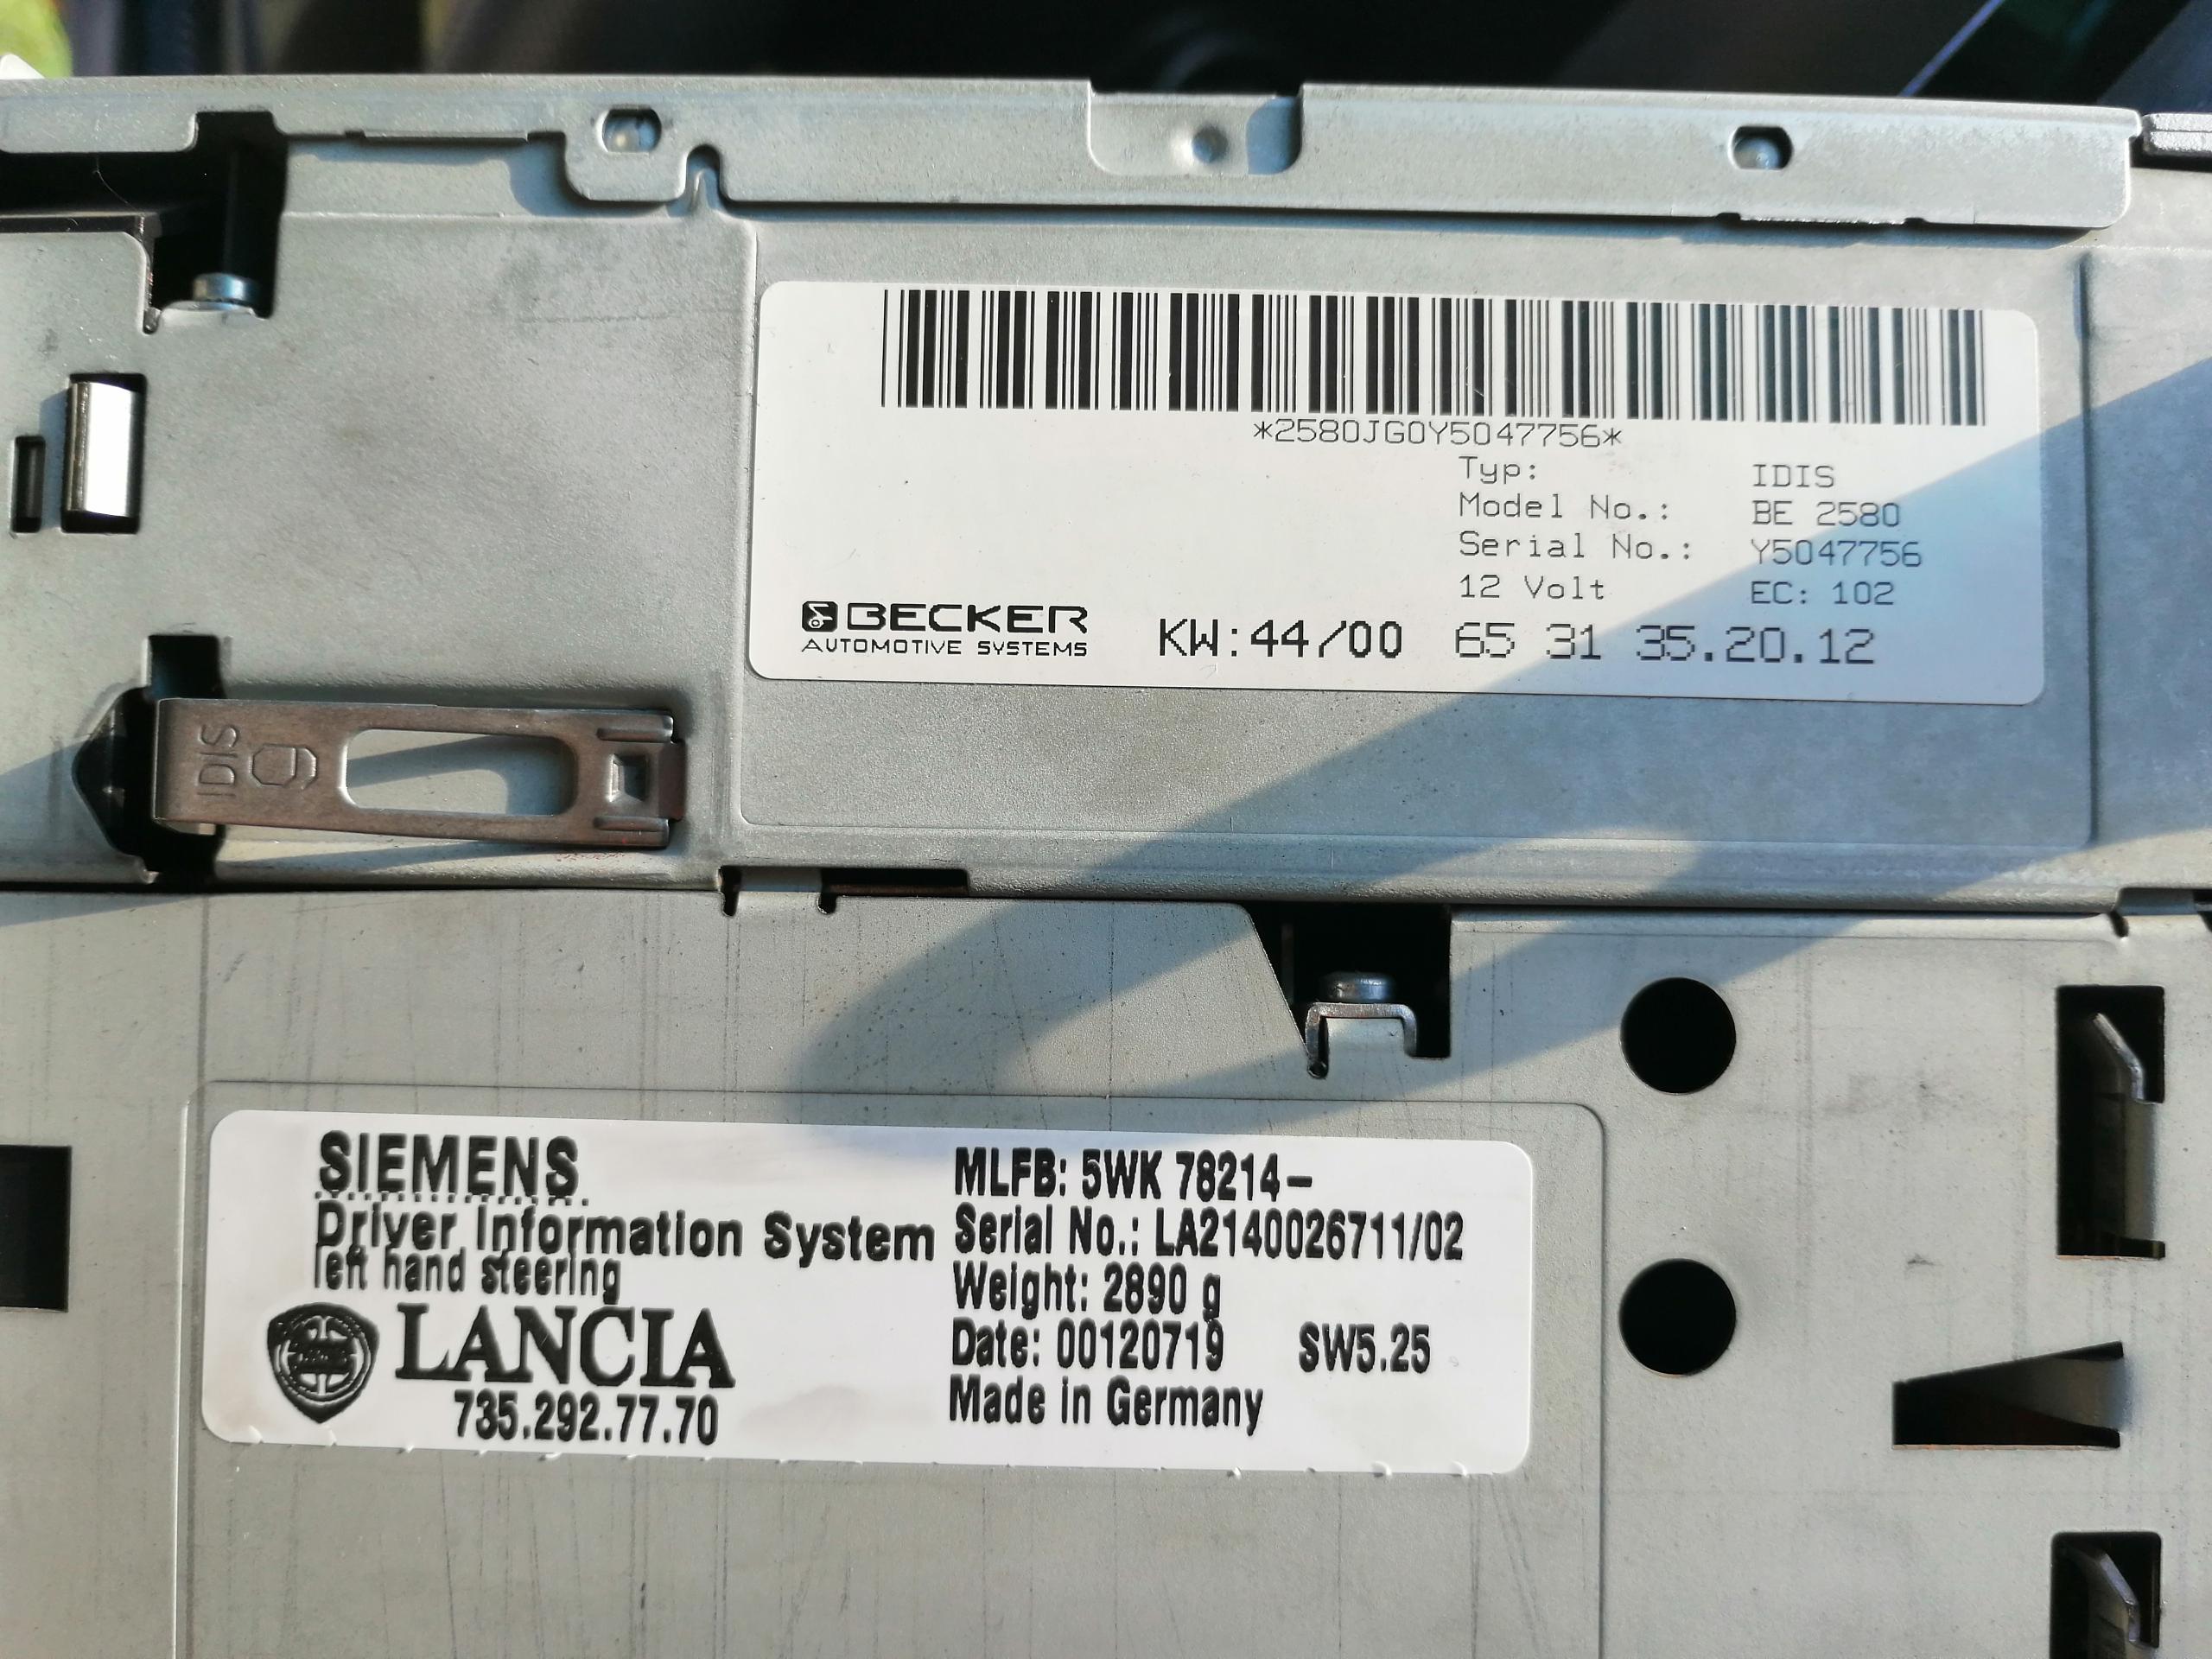 *2580JG0Y5047756*
Typ: IDIS
Model No.: BE 2580
Serial No.: Y5047756
12 Volt EC: 102
BECKER
AUTOMOTIVE SYSTEMS
KW:44/00 65 31 35.20.12
IDIS
9
SIEMENS
Driver Information System
left hand steering
LANCIA
735.292.77.70
MLFB: 5WK 78214-
Serial No.: LA2140026711/02
Weight: 2890 g
Date: 00120719 SW5.25
Made in Germany